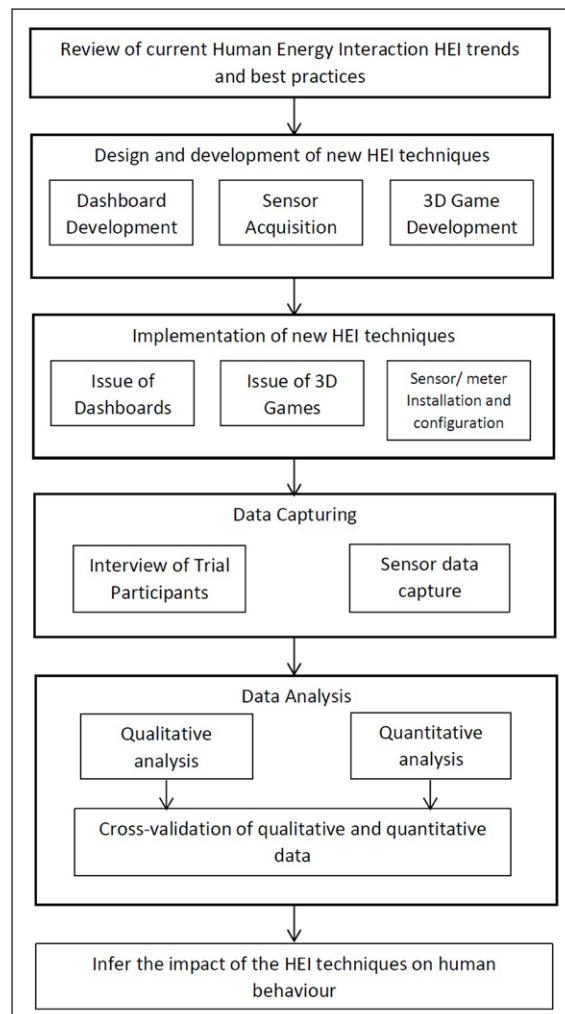 Review of current Human Energy Interaction HEI trends
and best practices
Design and development of new HEI techniques
Dashboard
Development
Sensor
Acquisition
3D Game
Development
Implementation of new HEI techniques
Issue of
Dashboards
Issue of 3D
Games
Sensor/ meter
Installation and
configuration
Data Capturing
Interview of Trial
Participants
Sensor data
capture
Data Analysis
Qualitative
analysis
Quantitative
analysis
Cross-validation of qualitative and quantitative
data
Infer the impact of the HEI techniques on human
behaviour